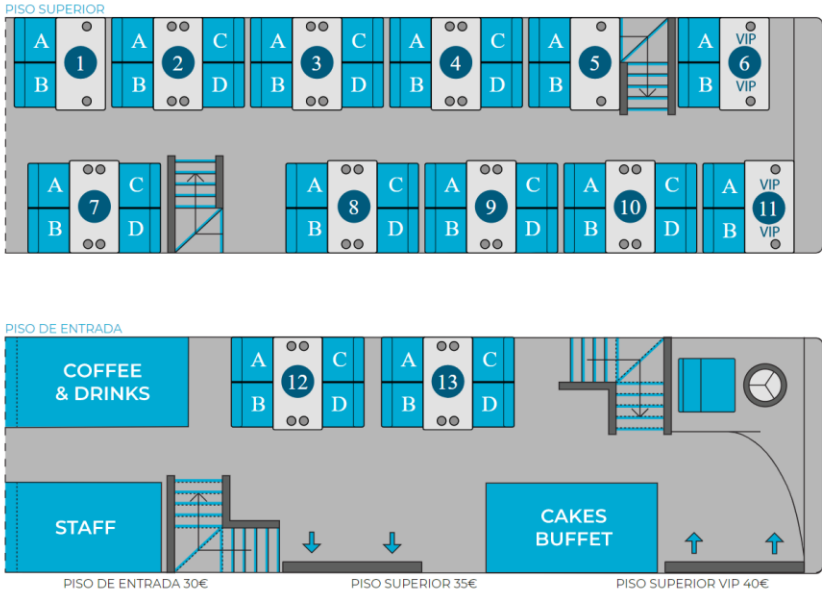 PISO SUPERIOR
A 1 A 2 C A 3 C A 4 C A 5 A VIP 6
B B D B D B D B B VIP
A 7 C A 8 C A 9 C A 10 C A VIP 11
B D B D B D B D B VIP
PISO DE ENTRADA
COFFEE
& DRINKS
A 12 C A 13 C
B D B D
STAFF
CAKES
BUFFET
PISO DE ENTRADA 30€ PISO SUPERIOR 35€ PISO SUPERIOR VIP 40€